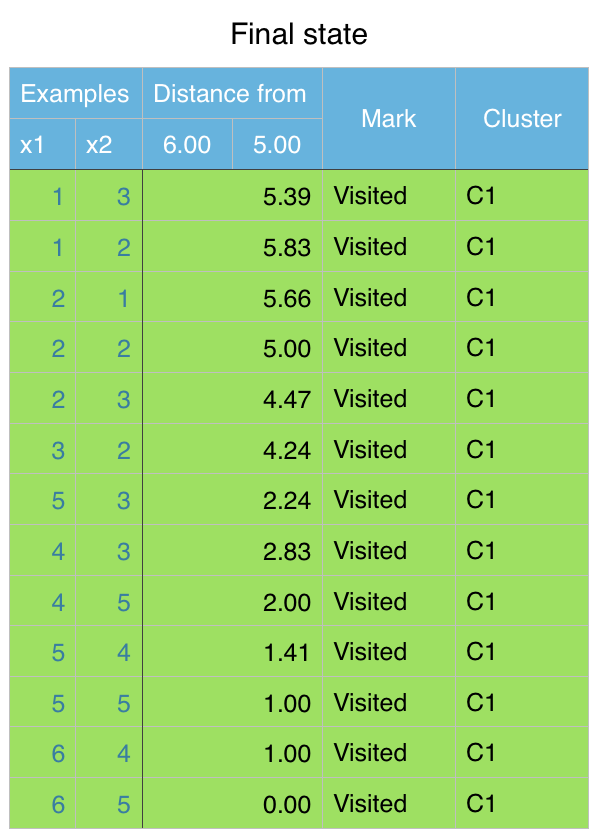 Final state
Examples Distance from Mark Cluster
x1 x2 6.00 5.00
1 3 5.39 Visited C1
1 2 5.83 Visited C1
2 1 5.66 Visited C1
2 2 5.00 Visited C1
2 3 4.47 Visited C1
3 2 4.24 Visited C1
5 3 2.24 Visited C1
4 3 2.83 Visited C1
4 5 2.00 Visited C1
5 4 1.41 Visited C1
5 5 1.00 Visited C1
6 4 1.00 Visited C1
6 5 0.00 Visited C1